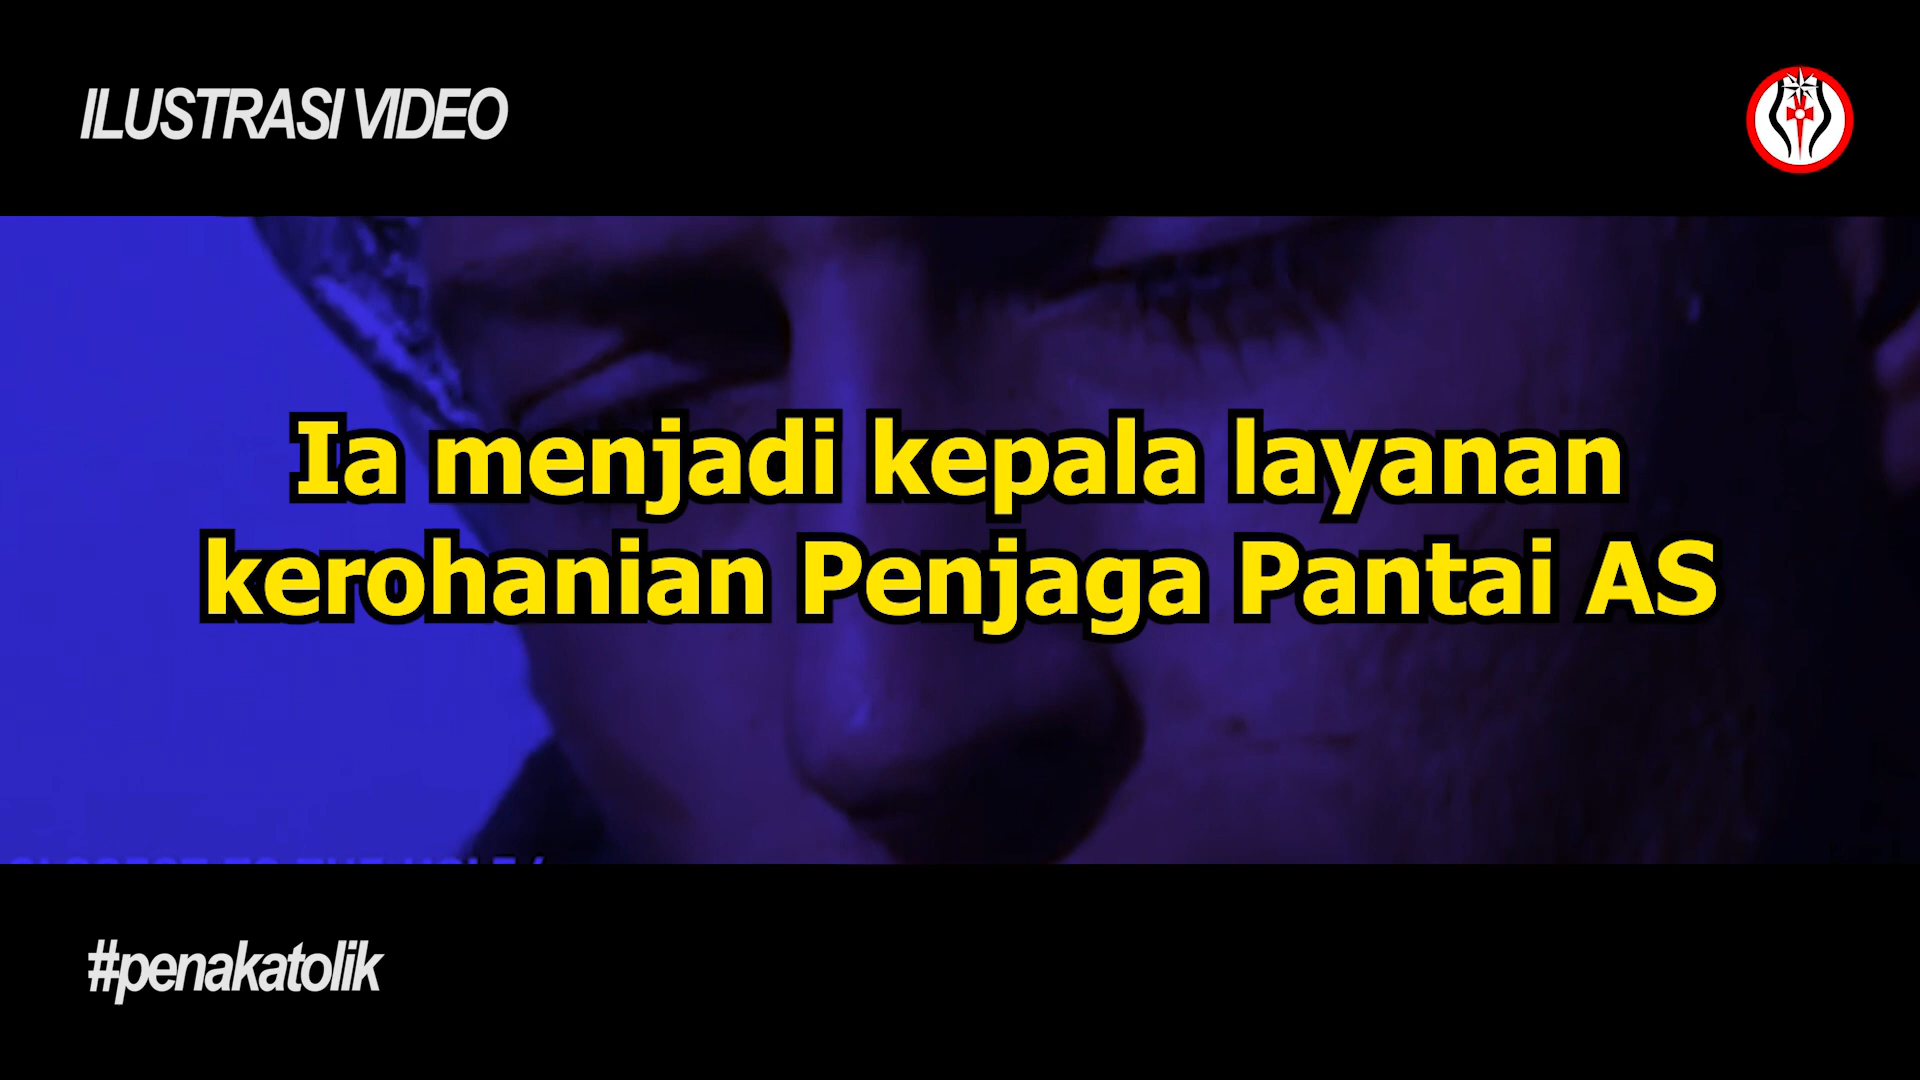 ILUSTRASI VIDEO
Ia menjadi kepala layanan
kerohanian Penjaga Pantai AS
#penakatolik